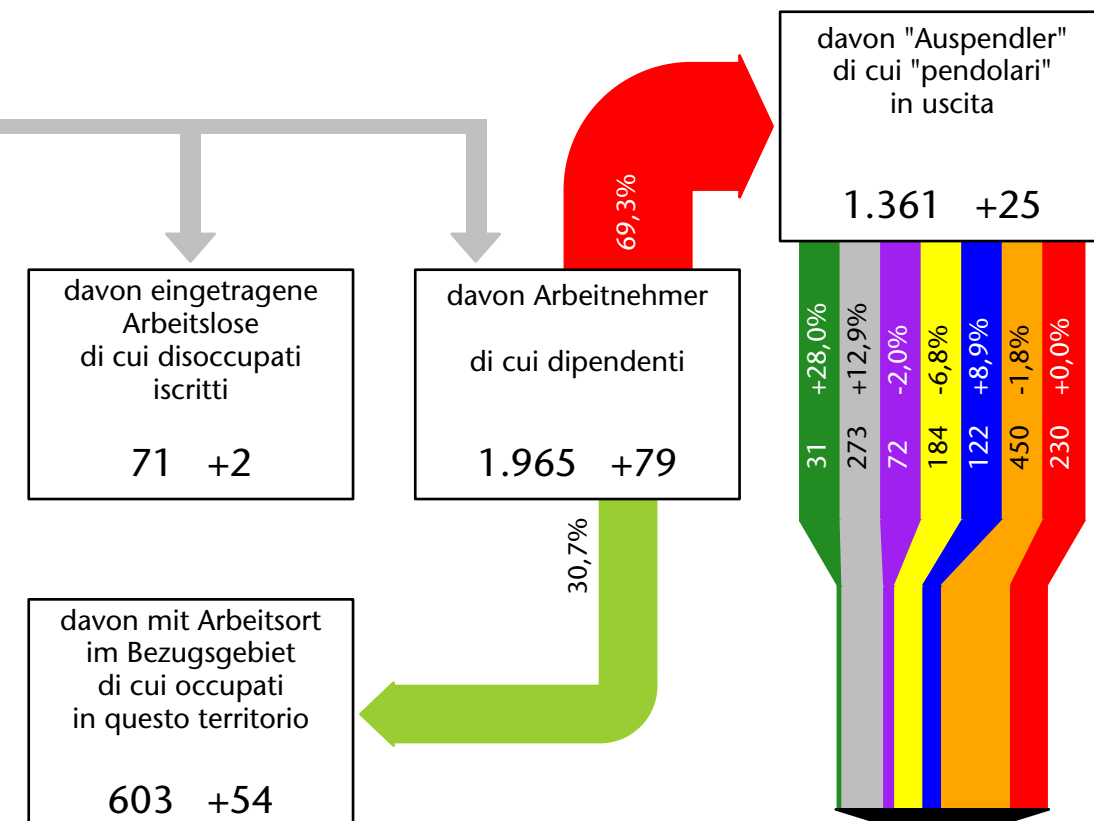 davon "Auspendler"
di cui "pendolari"
in uscita
1.361 +25
69,3%
davon eingetragene
Arbeitslose
di cui disoccupati
iscritti
71 +2
davon Arbeitnehmer
di cui dipendenti
1.965 +79
31 +28,0%
273 +12,9%
72 -2,0%
184 -6,8%
122 +8,9%
450 -1,8%
230 +0,0%
30,7%
davon mit Arbeitsort
im Bezugsgebiet
di cui occupati
in questo territorio
603 +54